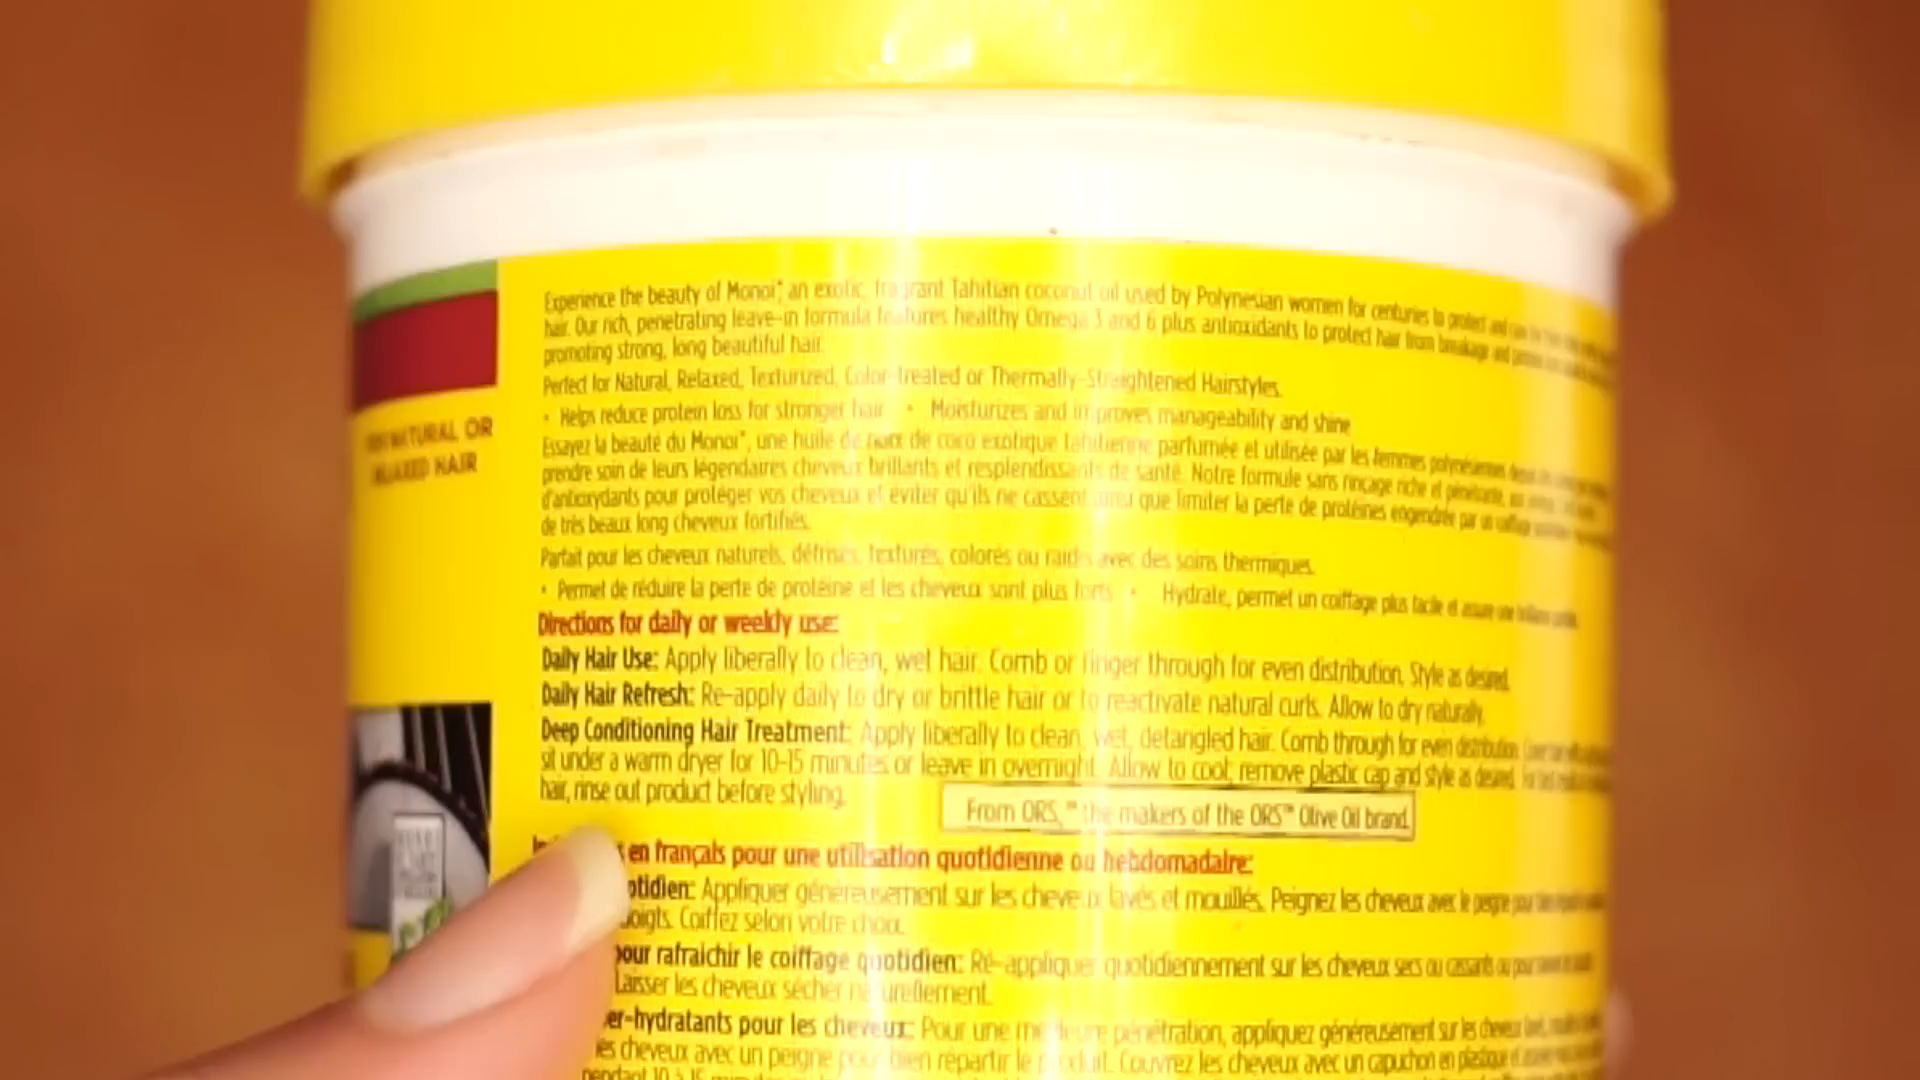 Experience the beauty of Monoi*, an exotic, fragrant Tahitian coconut oil used by Polynesian women for centuries to protect and
hair. Our rich, penetrating leave-in formula features healthy Omega 3 and 6 plus antioxidants to protect hair from breakage and
promoting strong, long beautiful hair.
Perfect for Natural, Relaxed, Texturized, Color-treated or Thermally-Straightened Hairstyles.
• Helps reduce protein loss for stronger hair • Moisturizes and improves manageability and shine
FOR NATURAL OR
RELAXED HAIR
Essayez la beauté du Monoi*, une huile de noix de coco exotique tahitienne parfumée et utilisée par les femmes polynésiennes
prendre soin de leurs légendaires cheveux brillants et resplendissants de santé. Notre formule sans rinçage riche et pénétrante,
d'antioxydants pour protéger vos cheveux et éviter qu'ils ne cassent ainsi que limiter la perte de protéines engendrée par un coiffage
de très beaux long cheveux fortifiés.
Parfait pour les cheveux naturels, défrisés, texturés, colorés ou raidis avec des soins thermiques.
• Permet de réduire la perte de protéine et les cheveux sont plus forts • Hydrate, permet un coiffage plus facile et assure une
Directions for daily or weekly use:
Daily Hair Use: Apply liberally to clean, wet hair. Comb or finger through for even distribution. Style as desired.
Daily Hair Refresh: Re-apply daily to dry or brittle hair or to reactivate natural curls. Allow to dry naturally.
Deep Conditioning Hair Treatment: Apply liberally to clean, wet, detangled hair. Comb through for even distribution.
sit under a warm dryer for 10-15 minutes or leave in overnight. Allow to cool; remove plastic cap and style as desired.
hair, rinse out product before styling.
From ORS,™ the makers of the ORS™ Olive Oil brand.
en français pour une utilisation quotidienne ou hebdomadaire:
otidien: Appliquer généreusement sur les cheveux lavés et mouillés. Peignez les cheveux avec le peigne
doigts. Coiffez selon votre choix.
pour rafraichir le coiffage quotidien: Ré-appliquer quotidiennement sur les cheveux secs ou cassants ou pour
Laisser les cheveux sécher naturellement.
er-hydratants pour les cheveux: Pour une meilleure pénétration, appliquez généreusement sur les cheveux
les cheveux avec un peigne pour bien répartir le produit. Couvrez les cheveux avec un capuchon en plastique et
pendant 10 à 15 minutes